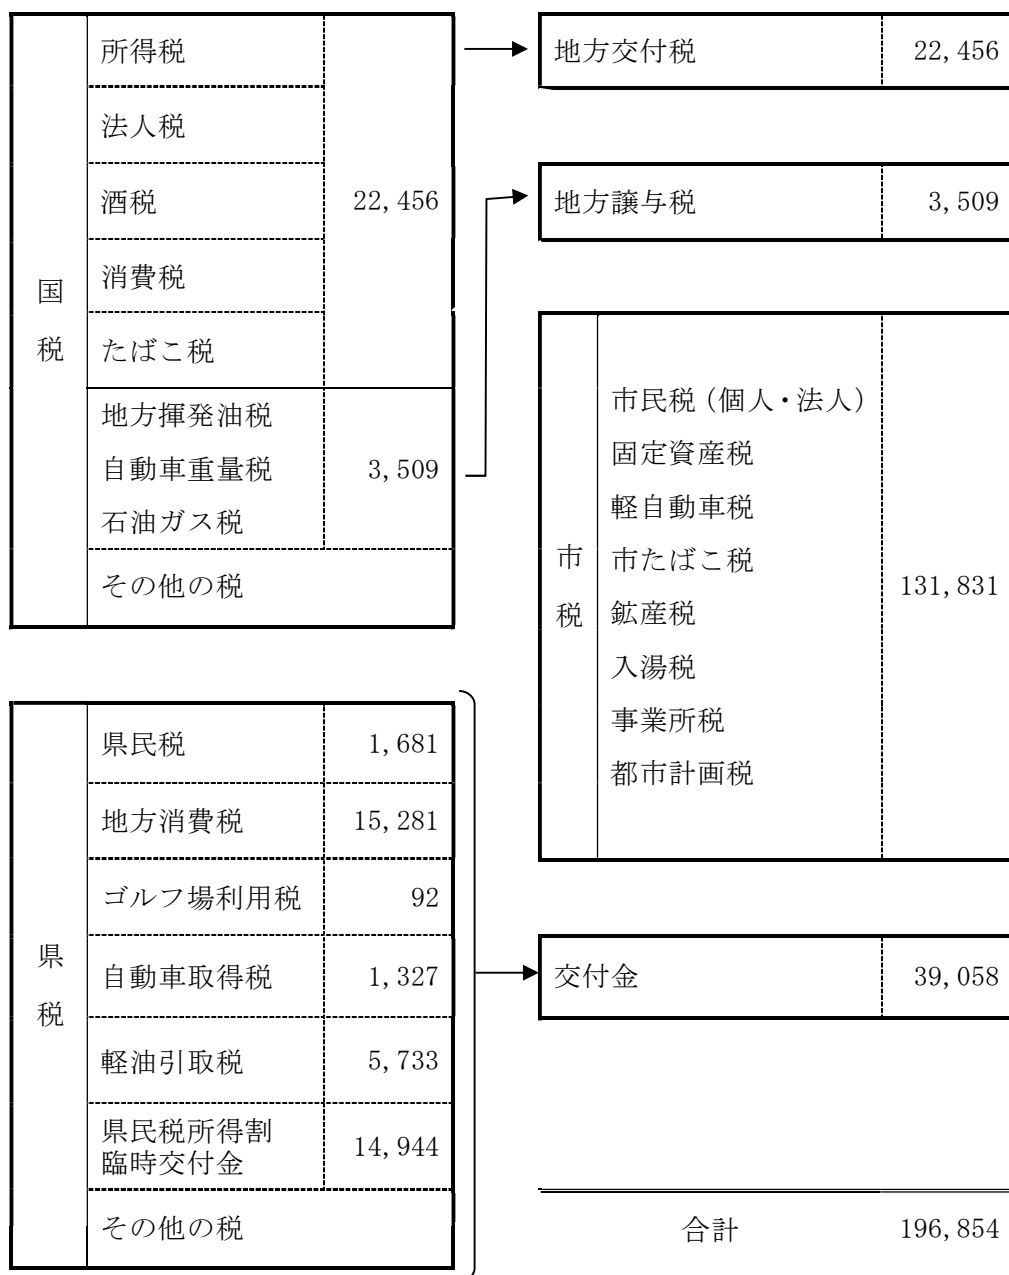 国税
所得税
法人税
酒税
消費税
たばこ税
22,456
地方揮発油税
自動車重量税
石油ガス税
3,509
その他の税
県税
県民税 1,681
地方消費税 15,281
ゴルフ場利用税 92
自動車取得税 1,327
軽油引取税 5,733
県民税所得割
臨時交付金
14,944
その他の税
地方交付税 22,456
地方譲与税 3,509
市税
市民税（個人・法人）
固定資産税
軽自動車税
市たばこ税
鉱産税
入湯税
事業所税
都市計画税
131,831
交付金 39,058
合計 196,854